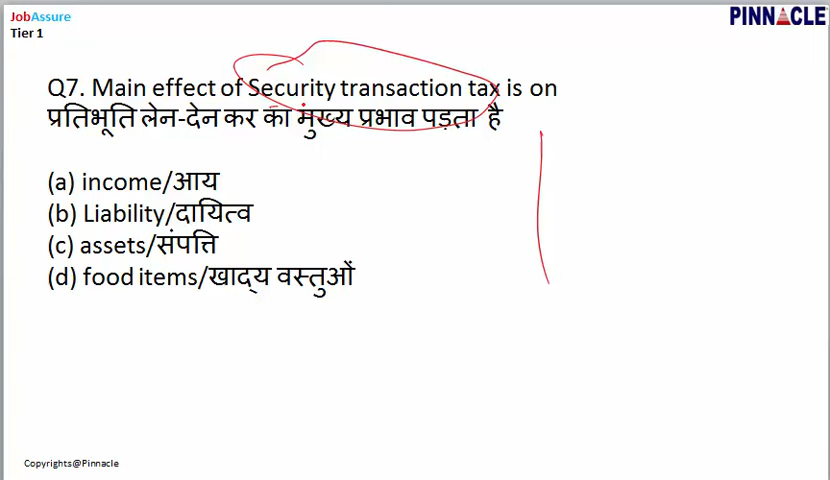 JobAssure
Tier 1
PINNACLE
Q7. Main effect of Security transaction tax is on
प्रतिभूति लेन-देन कर का मुंख्य प्रभाव पड़ता है
(a) income/आय
(b) Liability/दायित्व
(c) assets/संपत्ति
(d) food items/खाद्य वस्तुओं
Copyrights@Pinnacle